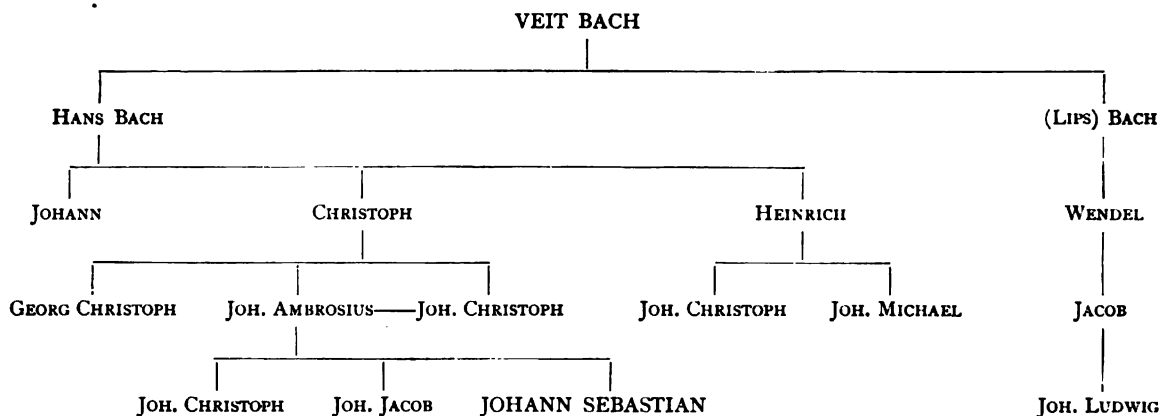 VEIT BACH
HANS BACH (LIPS) BACH
JOHANN CHRISTOPH HEINRICH WENDEL
GEORG CHRISTOPH JOH. AMBROSIUS—JOH. CHRISTOPH JOH. CHRISTOPH JOH. MICHAEL JACOB
JOH. CHRISTOPH JOH. JACOB JOHANN SEBASTIAN JOH. LUDWIG